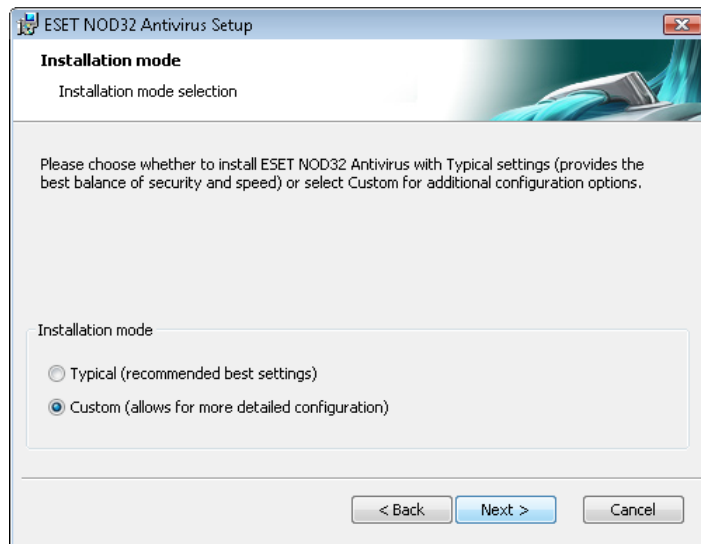 ESET NOD32 Antivirus Setup
Installation mode
Installation mode selection
Please choose whether to install ESET NOD32 Antivirus with Typical settings (provides the
best balance of security and speed) or select Custom for additional configuration options.
Installation mode
Typical (recommended best settings)
Custom (allows for more detailed configuration)
< Back
Next >
Cancel